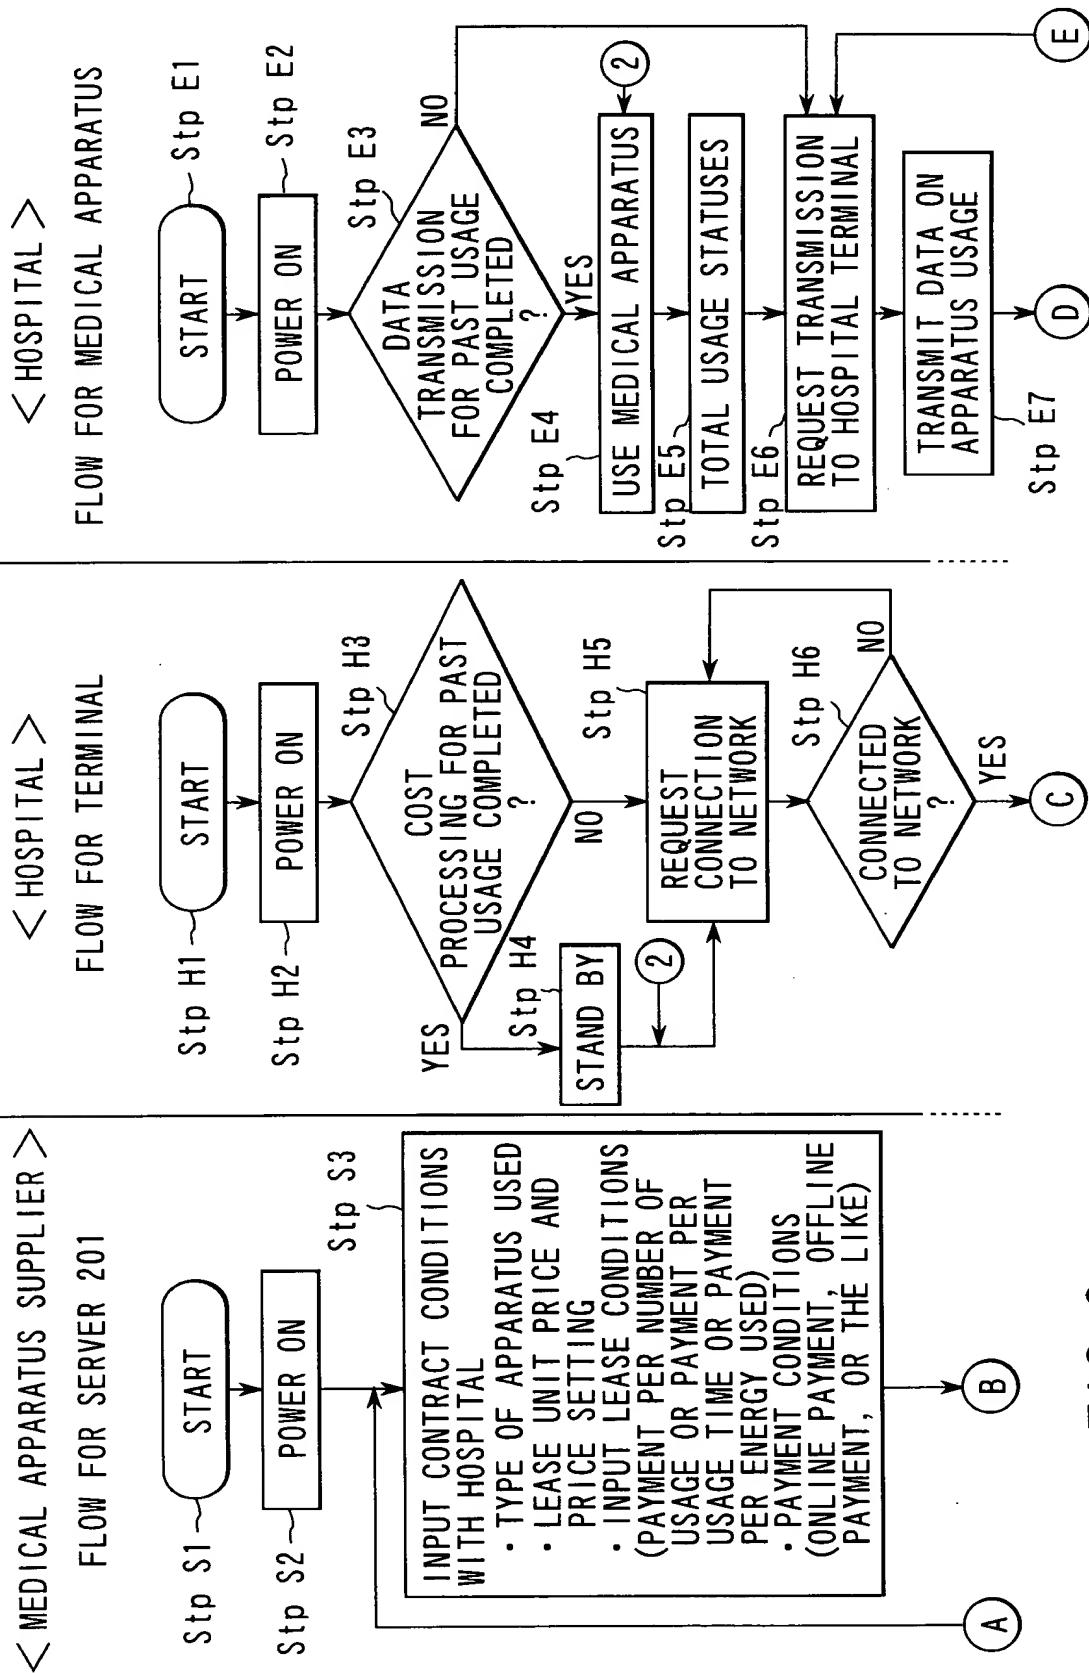 <MEDICAL APPARATUS SUPPLIER>
FLOW FOR SERVER 201
Stp S1
START
Stp S2
POWER ON
Stp S3
INPUT CONTRACT CONDITIONS
WITH HOSPITAL
・TYPE OF APPARATUS USED
・LEASE UNIT PRICE AND
PRICE SETTING
・INPUT LEASE CONDITIONS
(PAYMENT PER NUMBER OF
USAGE OR PAYMENT PER
USAGE TIME OR PAYMENT
PER ENERGY USED)
・PAYMENT CONDITIONS
(ONLINE PAYMENT, OFFLINE
PAYMENT, OR THE LIKE)
A
B
<HOSPITAL>
FLOW FOR TERMINAL
Stp H1
START
Stp H2
POWER ON
Stp H3
COST
PROCESSING FOR PAST
USAGE COMPLETED
?
YES
NO
Stp H4
STAND BY
2
Stp H5
REQUEST
CONNECTION
TO NETWORK
Stp H6
CONNECTED
TO NETWORK
?
NO
YES
C
<HOSPITAL>
FLOW FOR MEDICAL APPARATUS
START
Stp E1
POWER ON
Stp E2
Stp E3
DATA
TRANSMISSION
FOR PAST USAGE
COMPLETED
?
NO
YES
Stp E4
USE MEDICAL APPARATUS
2
Stp E5
TOTAL USAGE STATUSES
Stp E6
REQUEST TRANSMISSION
TO HOSPITAL TERMINAL
TRANSMIT DATA ON
APPARATUS USAGE
Stp E7
D
E